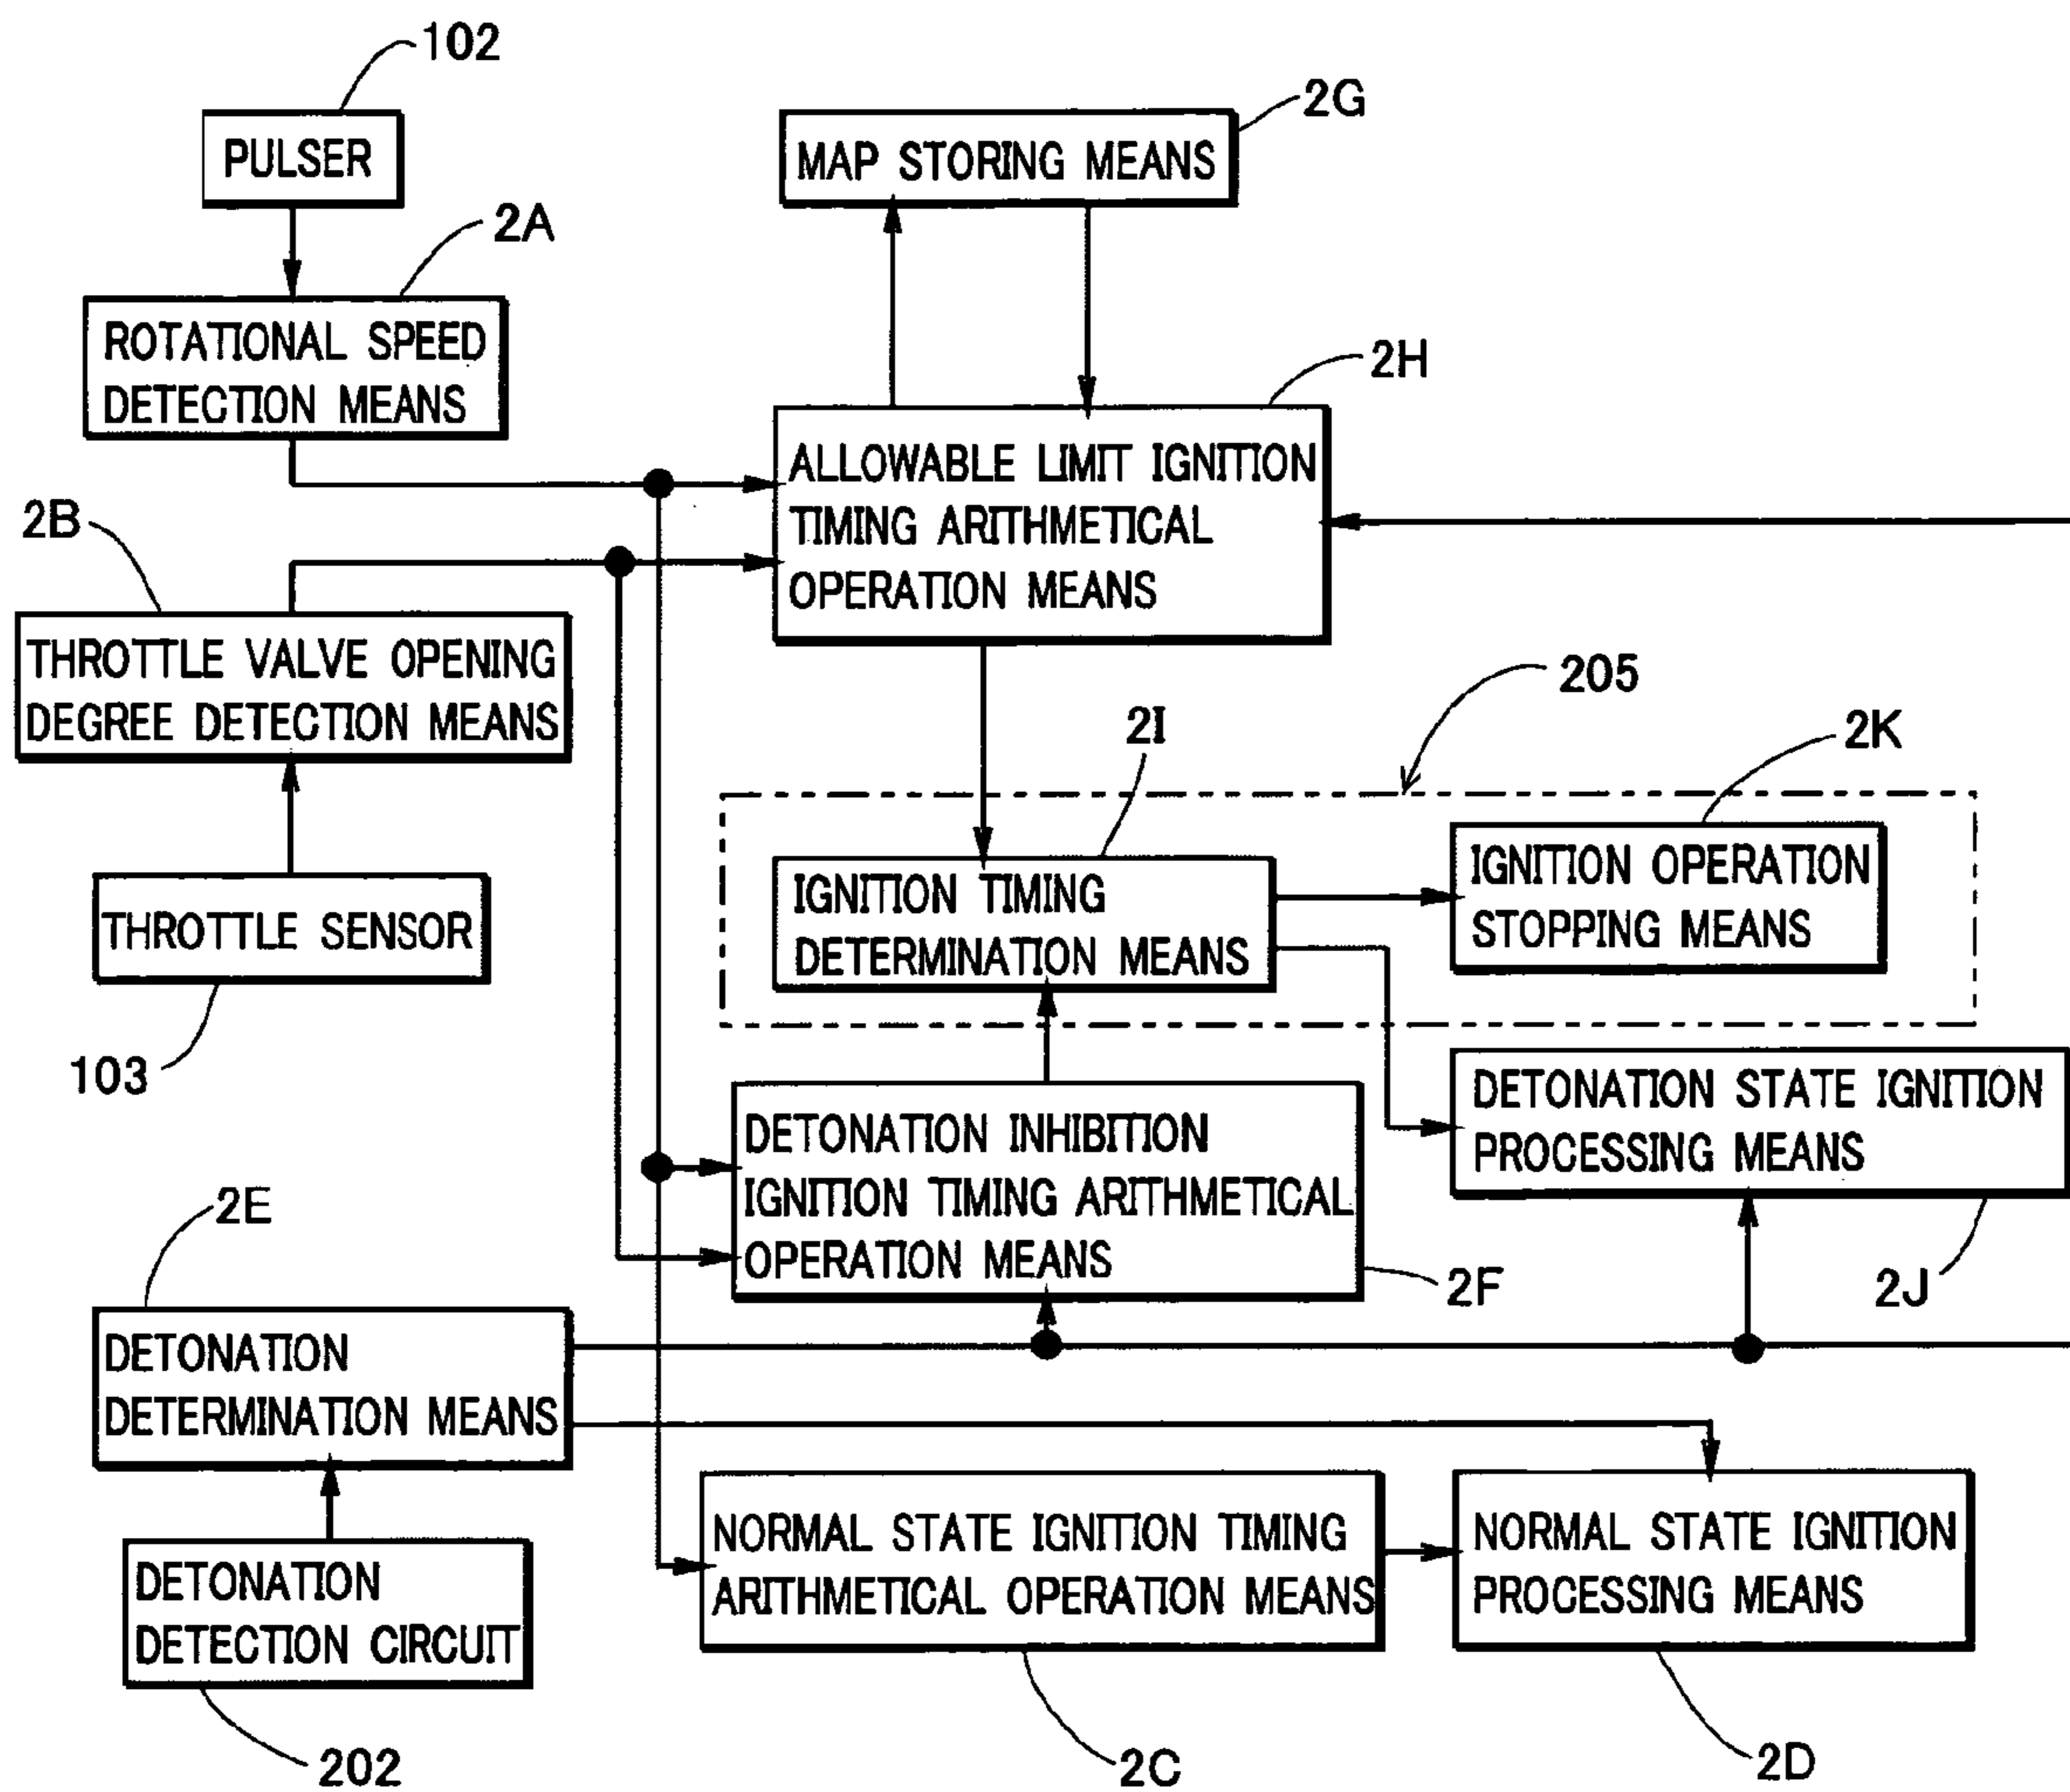 102
PULSER
2G
MAP STORING MEANS
2A
ROTATIONAL SPEED
DETECTION MEANS
2H
ALLOWABLE LIMIT IGNITION
TIMING ARITHMETICAL
OPERATION MEANS
2B
THROTTLE VALVE OPENING
DEGREE DETECTION MEANS
205
2I
2K
THROTTLE SENSOR
103
IGNITION TIMING
DETERMINATION MEANS
IGNITION OPERATION
STOPPING MEANS
DETONATION STATE IGNITION
PROCESSING MEANS
2J
DETONATION INHIBITION
IGNITION TIMING ARITHMETICAL
OPERATION MEANS
2F
2E
DETONATION
DETERMINATION MEANS
DETONATION
DETECTION CIRCUIT
202
NORMAL STATE IGNITION TIMING
ARITHMETICAL OPERATION MEANS
2C
NORMAL STATE IGNITION
PROCESSING MEANS
2D